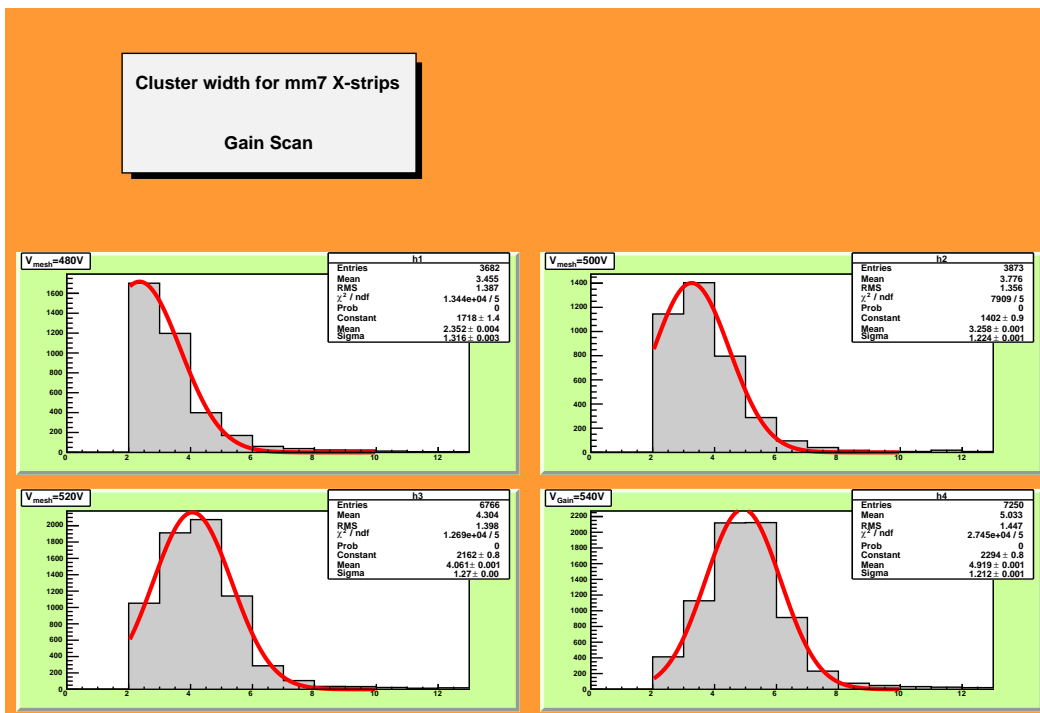 Cluster width for mm7 X-strips
Gain Scan
Vmesh=480V
h1
Entries 3682
Mean 3.455
RMS 1.387
χ² / ndf 1.344e+04 / 5
Prob 0
Constant 1718 ± 1.4
Mean 2.352 ± 0.004
Sigma 1.316 ± 0.003
1600
1400
1200
1000
800
600
400
200
0
0 2 4 6 8 10 12
Vmesh=500V
h2
Entries 3873
Mean 3.776
RMS 1.356
χ² / ndf 7909 / 5
Prob 0
Constant 1402 ± 0.9
Mean 3.258 ± 0.001
Sigma 1.224 ± 0.001
1400
1200
1000
800
600
400
200
0
0 2 4 6 8 10 12
Vmesh=520V
h3
Entries 6766
Mean 4.304
RMS 1.398
χ² / ndf 1.269e+04 / 5
Prob 0
Constant 2162 ± 0.8
Mean 4.061 ± 0.001
Sigma 1.27 ± 0.00
2000
1800
1600
1400
1200
1000
800
600
400
200
0
0 2 4 6 8 10 12
VGain=540V
h4
Entries 7250
Mean 5.033
RMS 1.447
χ² / ndf 2.745e+04 / 5
Prob 0
Constant 2294 ± 0.8
Mean 4.919 ± 0.001
Sigma 1.212 ± 0.001
2200
2000
1800
1600
1400
1200
1000
800
600
400
200
0
0 2 4 6 8 10 12